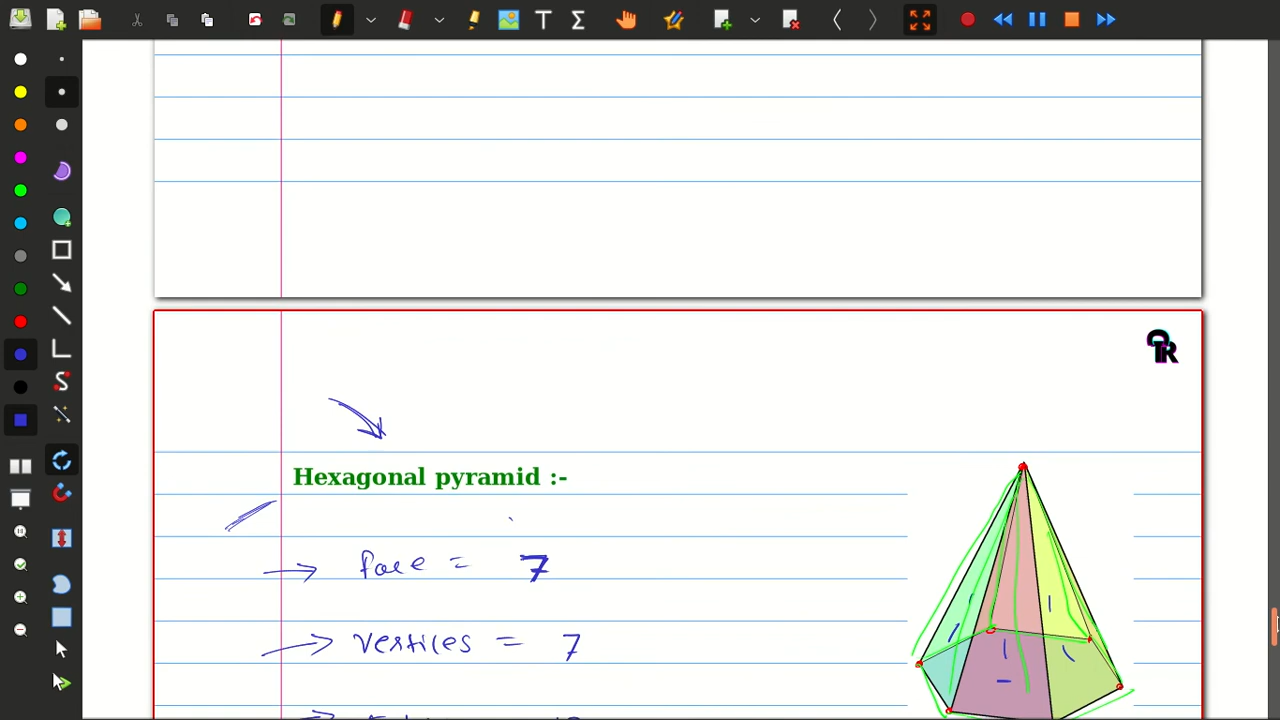 Hexagonal pyramid :-
→ face = 7
→ vertices = 7